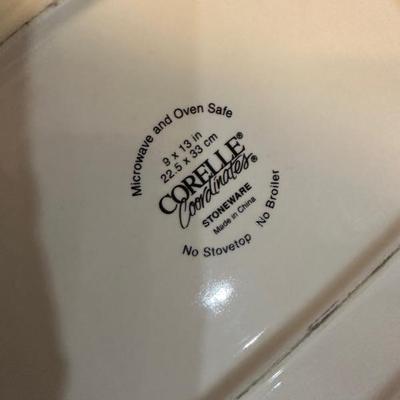 Microwave and Oven Safe
9 x 13 in
22.5 x 33 cm
CORELLE®
Coordinates®
STONEWARE
Made in China
No Stovetop No Broiler